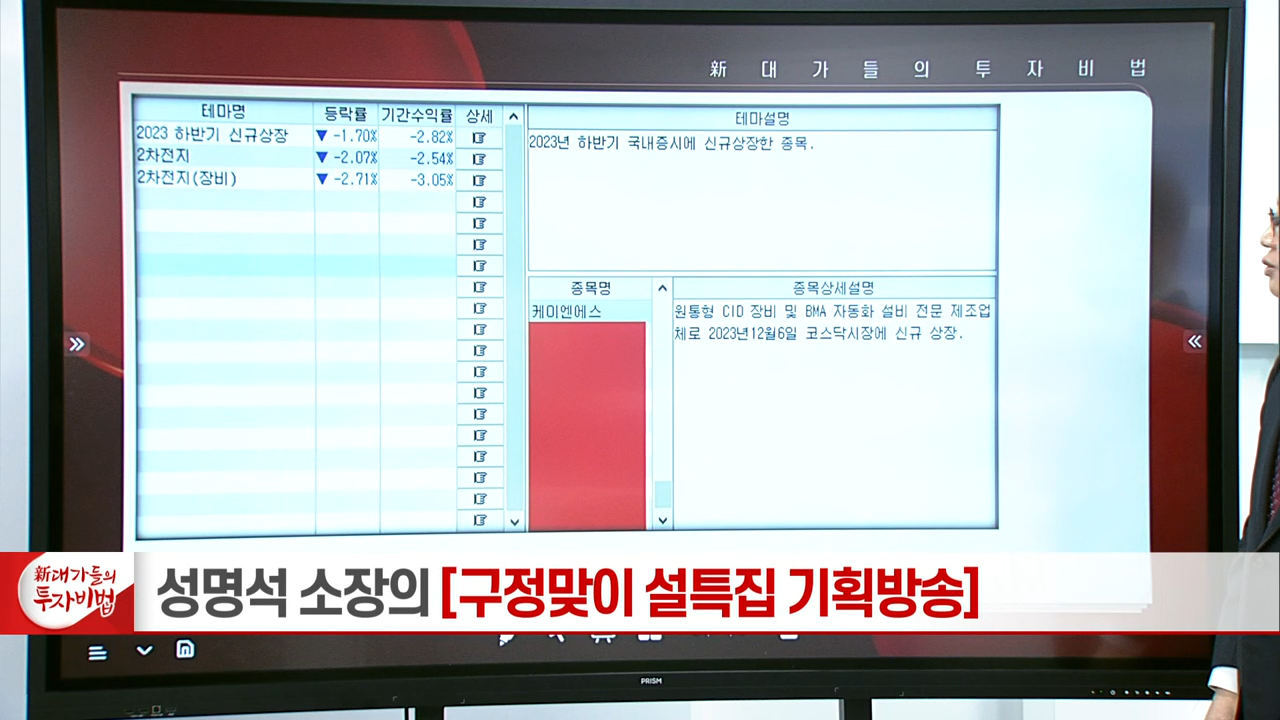 新대가들의투자비법
테마명 등락률 기간수익률 상세
2023 하반기 신규상장 ▼ -1.70% -2.82%
2차전지 ▼ -2.07% -2.54%
2차전지(장비) ▼ -2.71% -3.05%
테마설명
2023년 하반기 국내증시에 신규상장한 종목.
종목명
케이엔에스
종목상세설명
원통형 CID 장비 및 BMA 자동화 설비 전문 제조업
체로 2023년12월6일 코스닥시장에 신규 상장.
新대가들의
투자비법
성명석 소장의 [구정맞이 설특집 기획방송]
PRISM